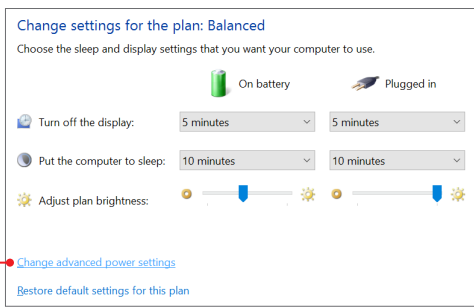 Change settings for the plan: Balanced
Choose the sleep and display settings that you want your computer to use.
On battery Plugged in
Turn off the display: 5 minutes 5 minutes
Put the computer to sleep: 10 minutes 10 minutes
Adjust plan brightness:
Change advanced power settings
Restore default settings for this plan